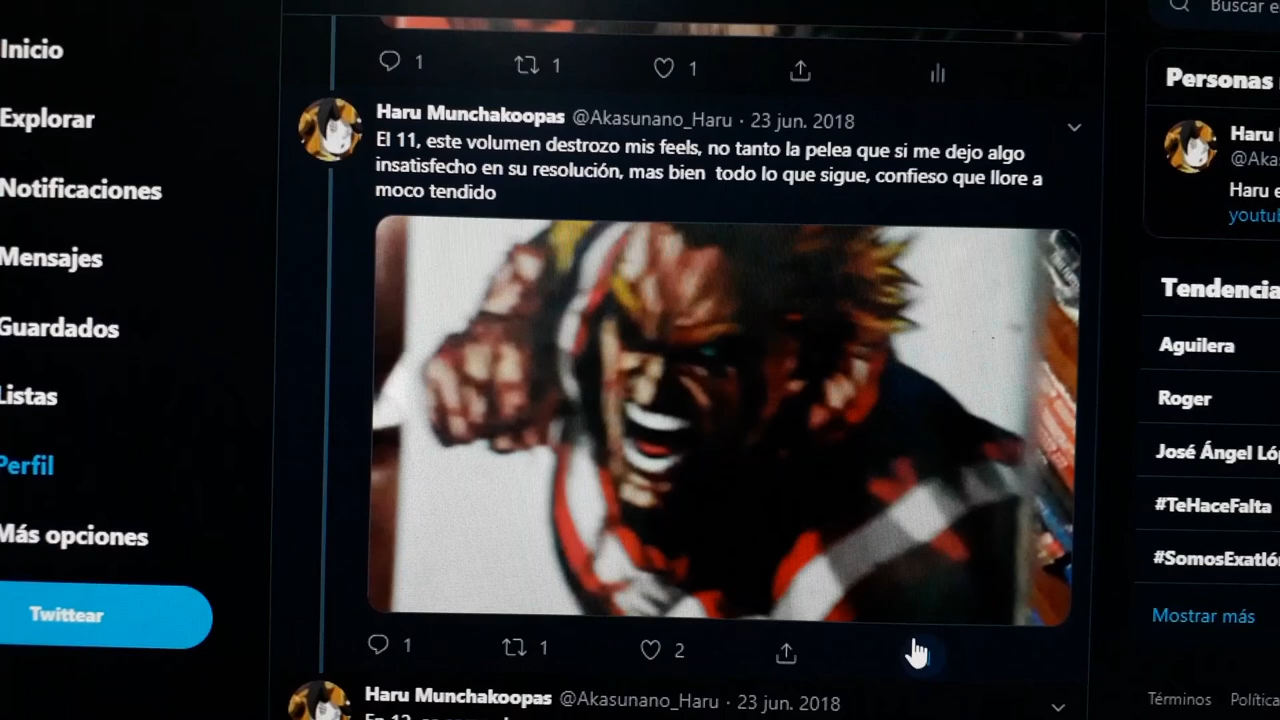 Inicio
Explorar
Notificaciones
Mensajes
Guardados
Listas
Perfil
Más opciones
Twittear
1
1
1
Haru Munchakoopas @Akasunano_Haru · 23 jun. 2018
El 11, este volumen destrozo mis feels, no tanto la pelea que si me dejo algo
insatisfecho en su resolución, mas bien todo lo que sigue, confieso que llore a
moco tendido
1
1
2
Haru Munchakoopas @Akasunano_Haru · 23 jun. 2018
Buscar e
Personas
Haru
@Aka
Haru e
youtu
Tendencia
Aguilera
Roger
José Ángel Ló
#TeHaceFalta
#SomosExatló
Mostrar más
Términos Política